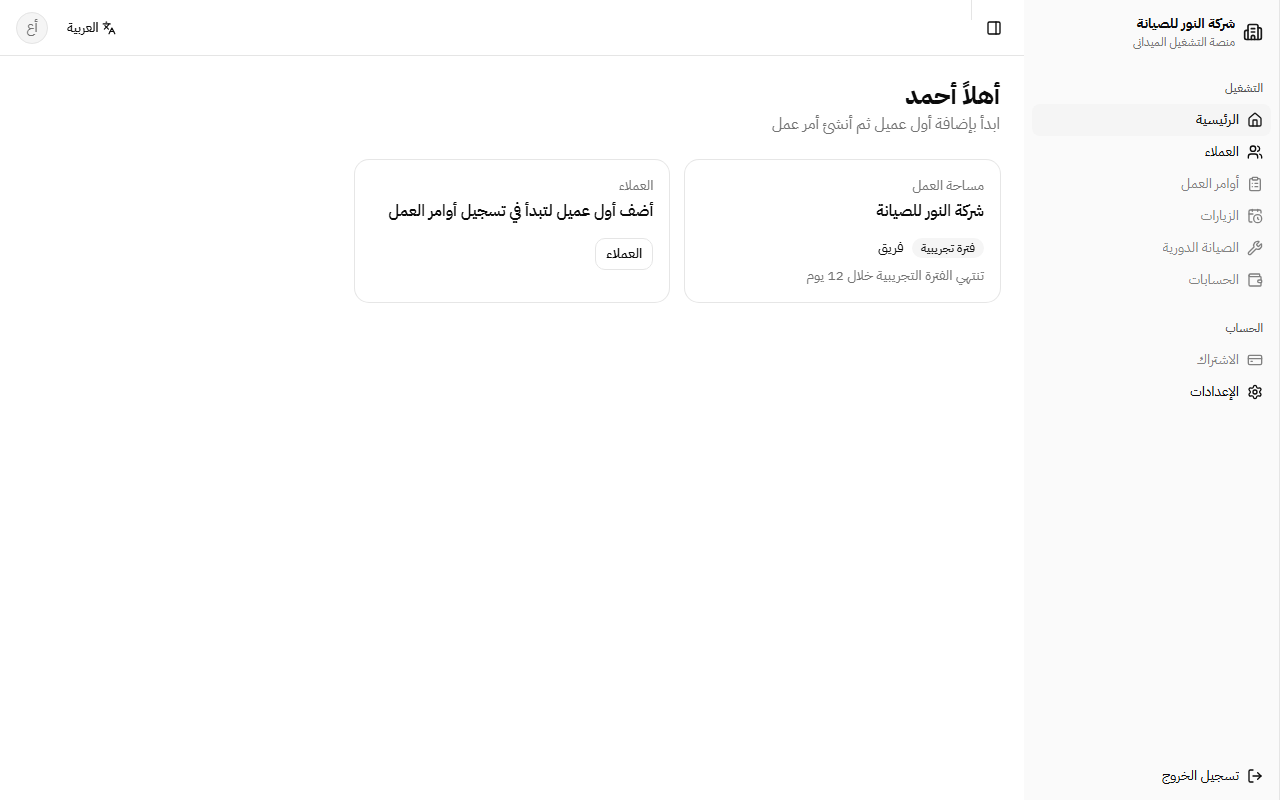 شركة النور للصيانة
منصة التشغيل الميداني
التشغيل
الرئيسية
العملاء
أوامر العمل
الزيارات
الصيانة الدورية
الحسابات
الحساب
الاشتراك
الإعدادات
تسجيل الخروج
العربية
أع
أهلاً أحمد
ابدأ بإضافة أول عميل ثم أنشئ أمر عمل
مساحة العمل
شركة النور للصيانة
فترة تجريبية فريق
تنتهي الفترة التجريبية خلال 12 يوم
العملاء
أضف أول عميل لتبدأ في تسجيل أوامر العمل
العملاء